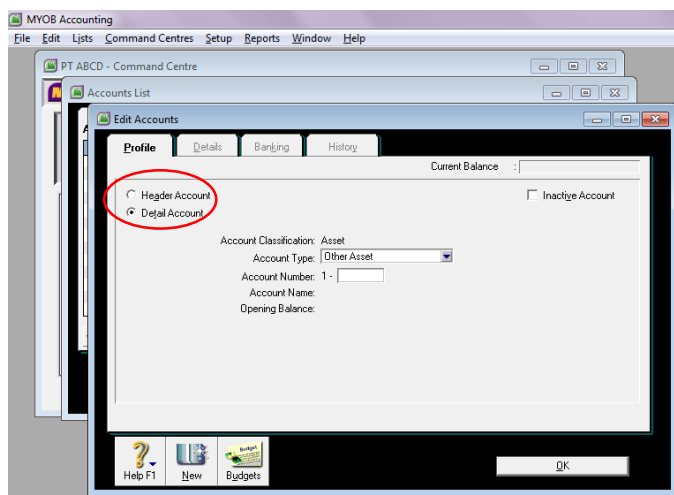 MYOB Accounting
File Edit Lists Command Centres Setup Reports Window Help
PT ABCD - Command Centre
Accounts List
Edit Accounts
Profile Details Banking History
Current Balance :
Header Account Inactive Account
Detail Account
Account Classification: Asset
Account Type: Other Asset
Account Number: 1 -
Account Name:
Opening Balance:
Budget
Help F1 New Budgets OK